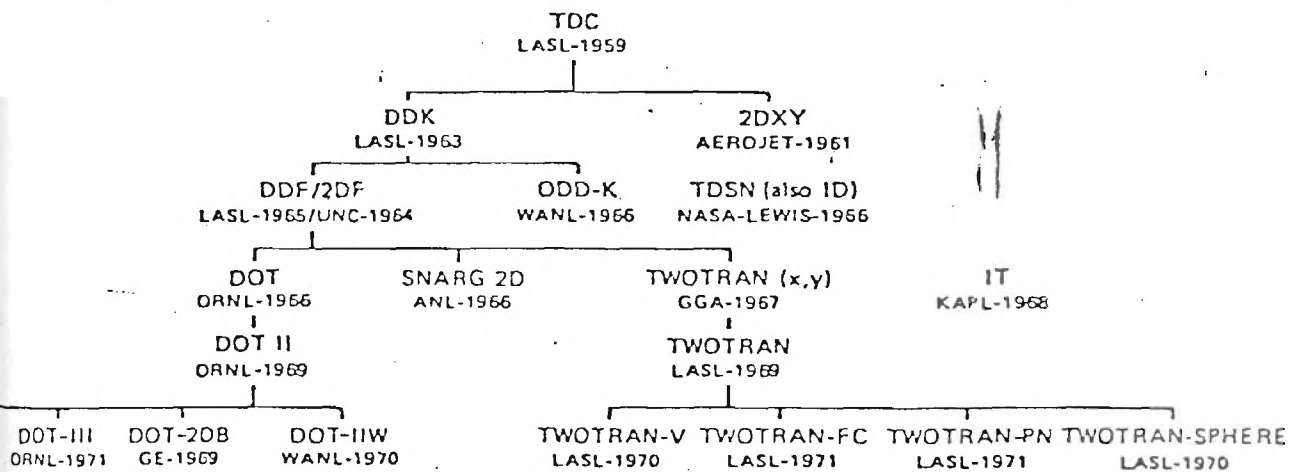 TDC
LASL-1959
DDK 2DXY
LASL-1963 AEROJET-1961
DDF/2DF ODD-K TDSN (also 1D)
LASL-1965/UNC-1964 WANL-1966 NASA-LEWIS-1966
DOT SNARG 2D TWOTRAN (x,y) IT
ORNL-1966 ANL-1966 GGA-1967 KAPL-1968
DOT II TWOTRAN
ORNL-1969 LASL-1969
DOT-III DOT-2DB DOT-IIW TWOTRAN-V TWOTRAN-FC TWOTRAN-PN TWOTRAN-SPHERE
ORNL-1971 GE-1969 WANL-1970 LASL-1970 LASL-1971 LASL-1971 LASL-1970